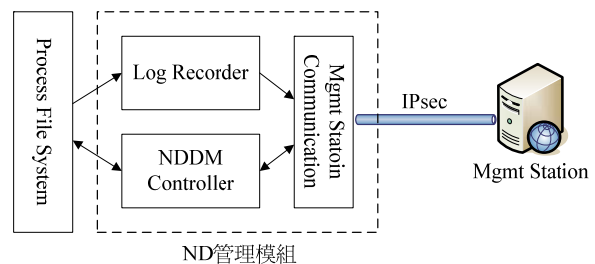 Process File System
Log Recorder
NDDM
Controller
Mgmt Statoin
Communication
IPsec
Mgmt Station
ND管理模組